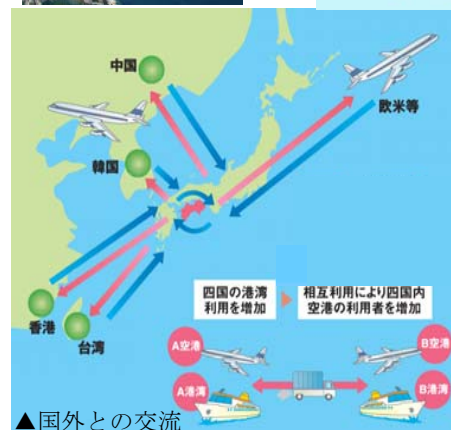 中国
欧米等
韓国
香港
台湾
四国の港湾
利用を増加
相互利用により四国内
空港の利用者を増加
A空港
B空港
A港湾
B港湾
▲国外との交流